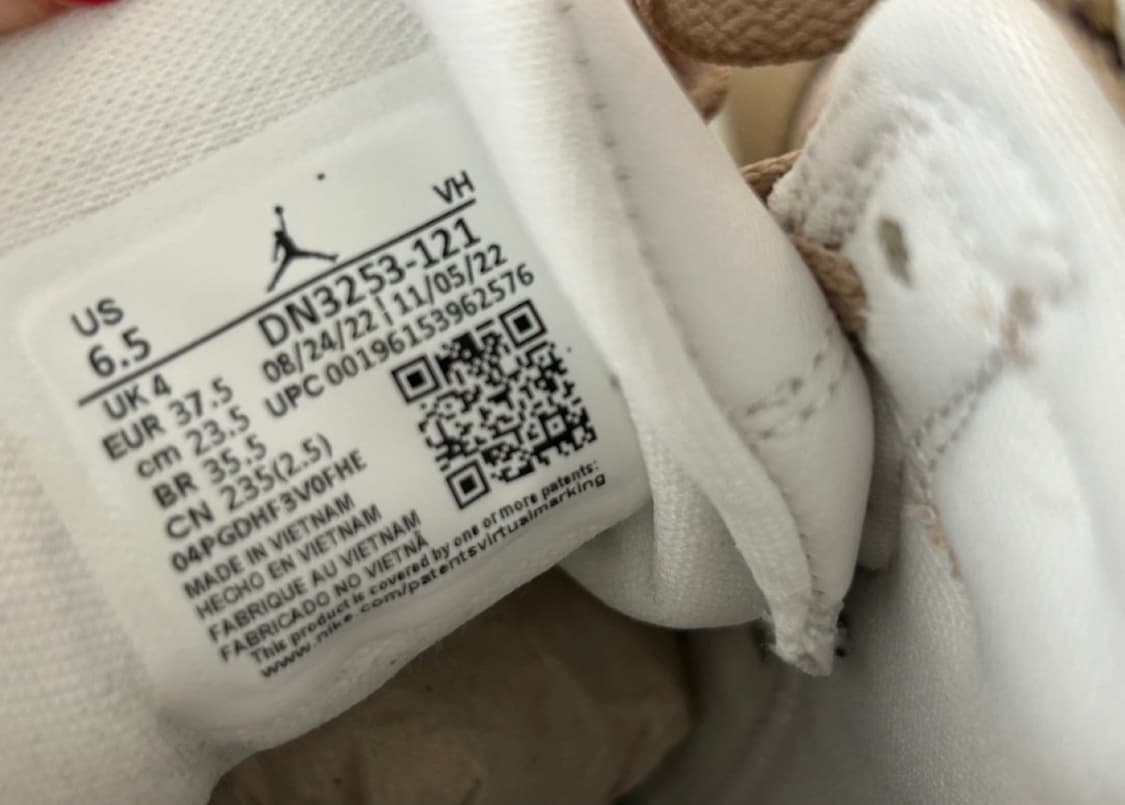 VH
US
6.5
DN3253-121
08/24/22 | 11/05/22
UPC 00196153962576
UK 4
EUR 37.5
cm 23.5
BR 35.5
CN 235(2.5)
04PGDHF3V0FHE
MADE IN VIETNAM
HECHO EN VIETNAM
FABRIQUE AU VIETNAM
FABRICADO NO VIETNÃ
This product is covered by one or more patents:
www.nike.com/patentsvirtualmarking